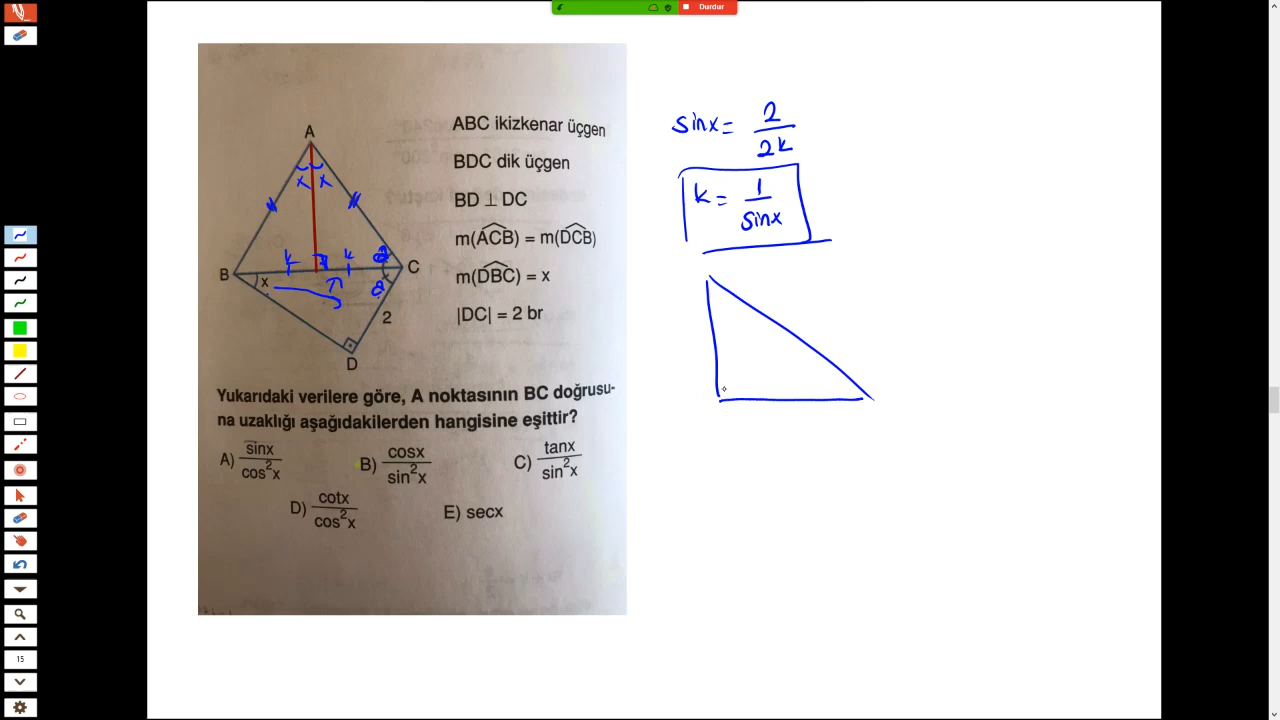 Durdur
A
B
C
D
x
2
x x
k k
a
a
ABC ikizkenar üçgen
BDC dik üçgen
BD ⊥ DC
m(ACB) = m(DCB)
m(DBC) = x
|DC| = 2 br
Yukarıdaki verilere göre, A noktasının BC doğrusu-
na uzaklığı aşağıdakilerden hangisine eşittir?
A) sinx / cos²x B) cosx / sin²x C) tanx / sin²x
D) cotx / cos²x E) secx
sinx = 2 / 2k
k = 1 / sinx
15